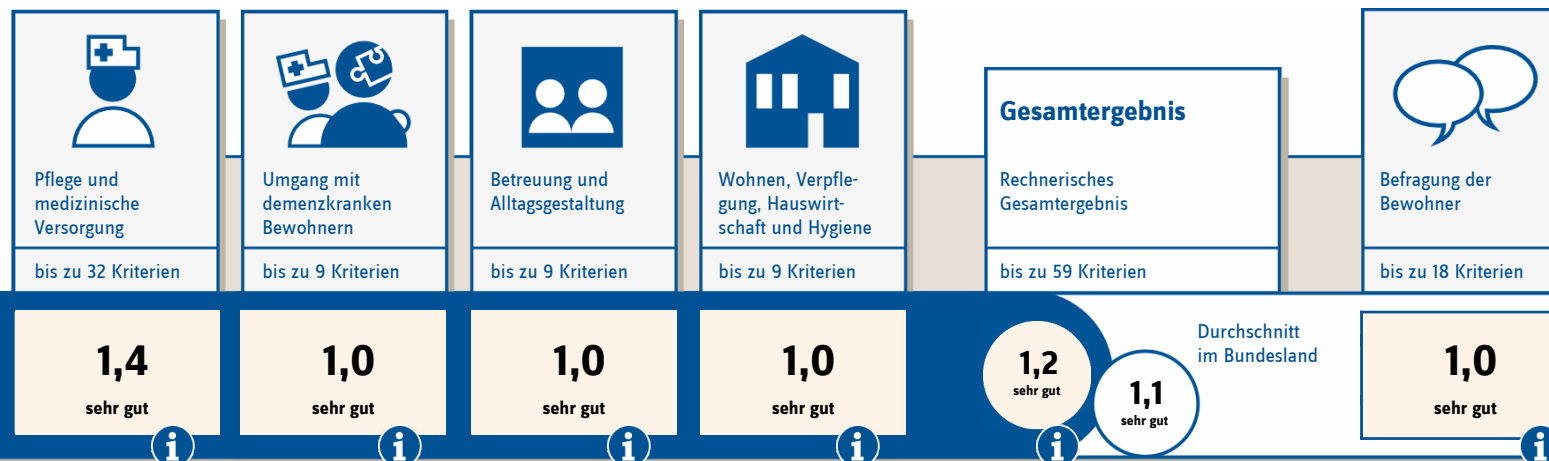 Pflege und
medizinische
Versorgung
bis zu 32 Kriterien
1,4
sehr gut
i
Umgang mit
demenzkranken
Bewohnern
bis zu 9 Kriterien
1,0
sehr gut
i
Betreuung und
Alltagsgestaltung
bis zu 9 Kriterien
1,0
sehr gut
i
Wohnen, Verpfle-
gung, Hauswirt-
schaft und Hygiene
bis zu 9 Kriterien
1,0
sehr gut
i
Gesamtergebnis
Rechnerisches
Gesamtergebnis
bis zu 59 Kriterien
1,2
sehr gut
i
1,1
sehr gut
Durchschnitt
im Bundesland
Befragung der
Bewohner
bis zu 18 Kriterien
1,0
sehr gut
i